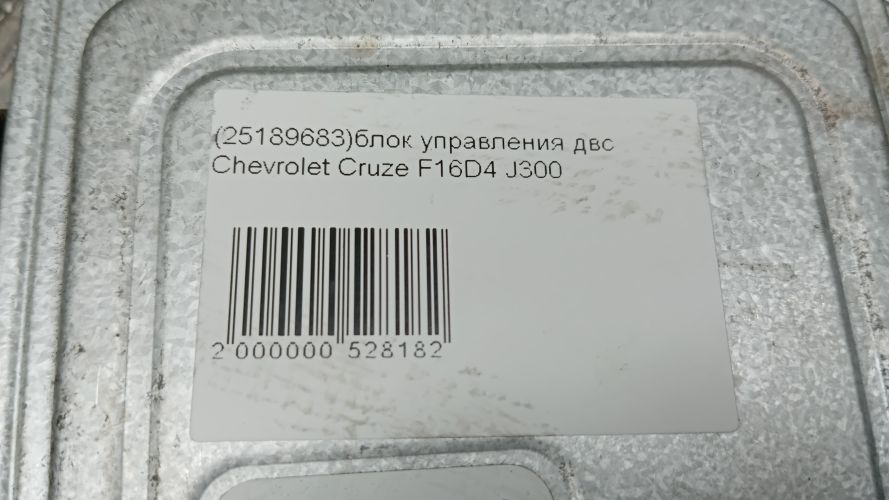 (25189683)блок управления двс
Chevrolet Cruze F16D4 J300
2 000000 528182